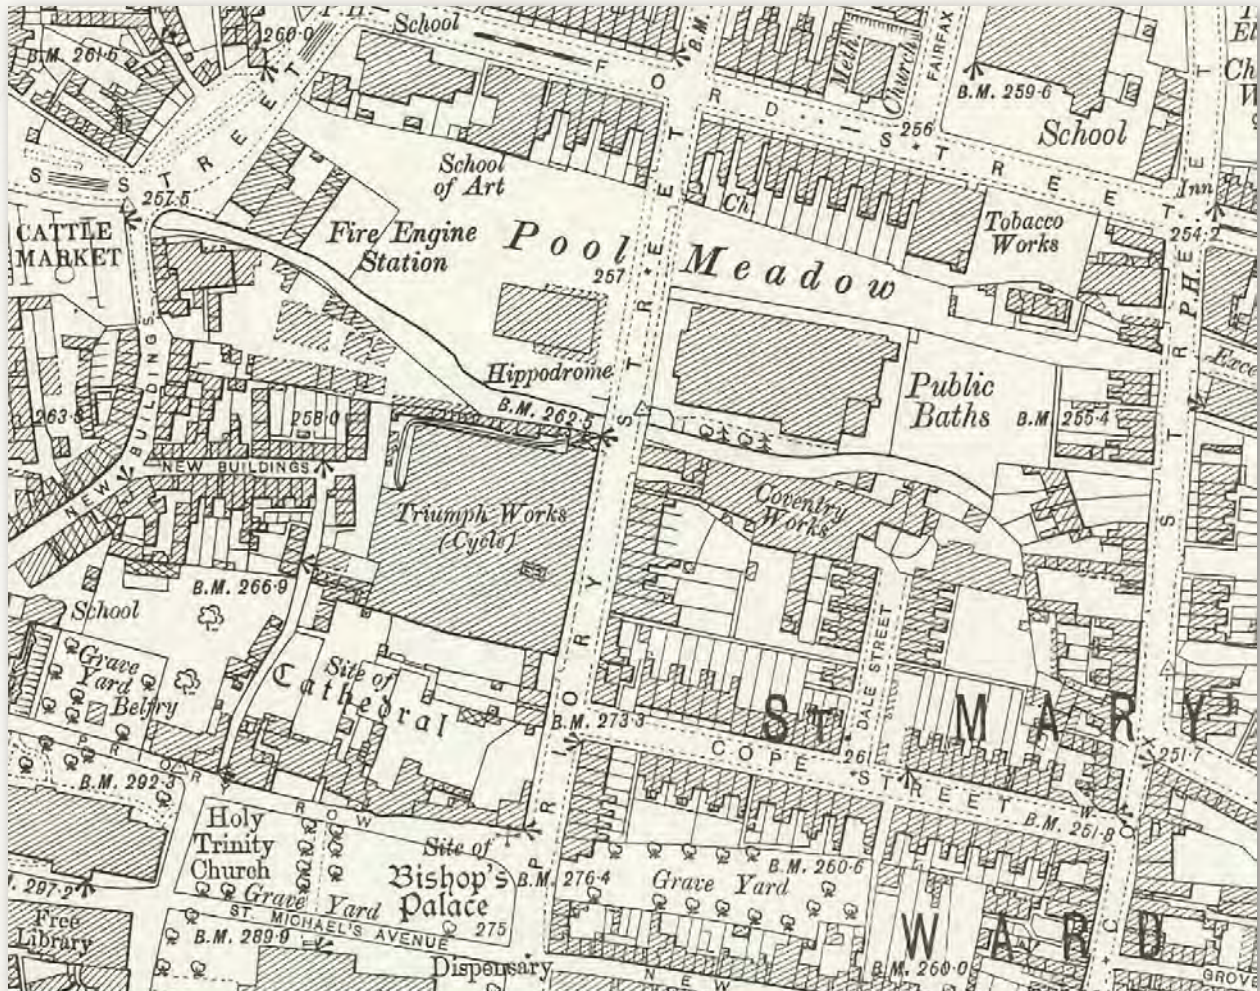 P.H.
260·0
School
B.M.
FORD STREET
Meth.
Church
FAIRFAX
B.M. 261·5
B.M. 259·6
School
256
School
of Art
STREET
257·5
Inn
254·2
CATTLE
MARKET
Fire Engine
Station
Ch.
Tobacco
Works
Pool Meadow
257
P.H.
Hippodrome
B.M. 262·5
Public
Baths
B.M. 255·4
258·0
NEW BUILDINGS
NEW BUILDINGS
Triumph Works
(Cycle)
Coventry
Works
B.M. 266·9
School
DALE STREET
Grave
Yard
Belfry
Site of
Cathedral
PRIORY STREET
ST. MARY'S
B.M. 273·3
COPE STREET
261
251·7
PRIORY ROW
B.M. 292·3
B.M. 251·8
Holy
Trinity
Church
Grave Yard
Site of
Bishop's
Palace
275
B.M. 276·4
Grave Yard
B.M. 260·6
297·2
Free
Library
ST. MICHAEL'S AVENUE
B.M. 289·9
WARD
Dispensary
NEW
B.M. 260·0
GROV